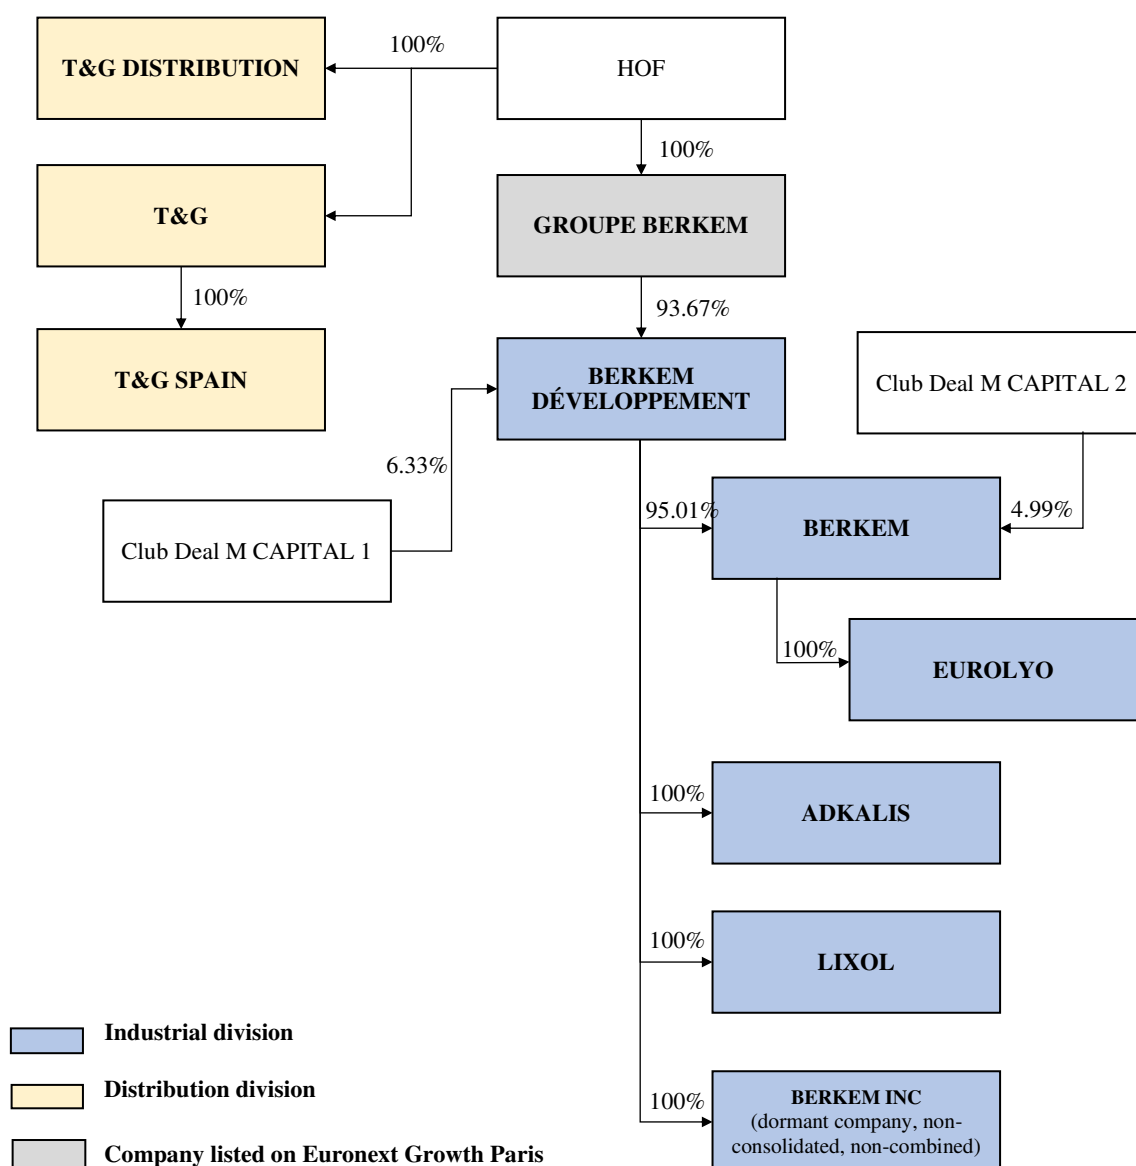 100%
T&G DISTRIBUTION
HOF
100%
T&G
GROUPE BERKEM
100%
93.67%
T&G SPAIN
BERKEM
DÉVELOPPEMENT
Club Deal M CAPITAL 2
6.33%
95.01%
BERKEM
4.99%
Club Deal M CAPITAL 1
100%
EUROLYO
100%
ADKALIS
100%
LIXOL
Industrial division
Distribution division
100%
BERKEM INC
(dormant company, non-
consolidated, non-combined)
Company listed on Euronext Growth Paris